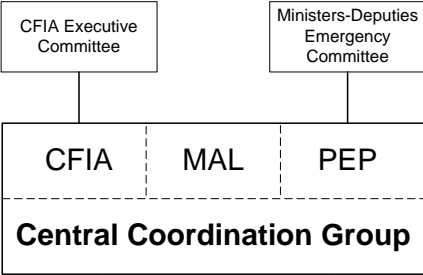 CFIA Executive
Committee
Ministers-Deputies
Emergency
Committee
CFIA
MAL
PEP
Central Coordination Group